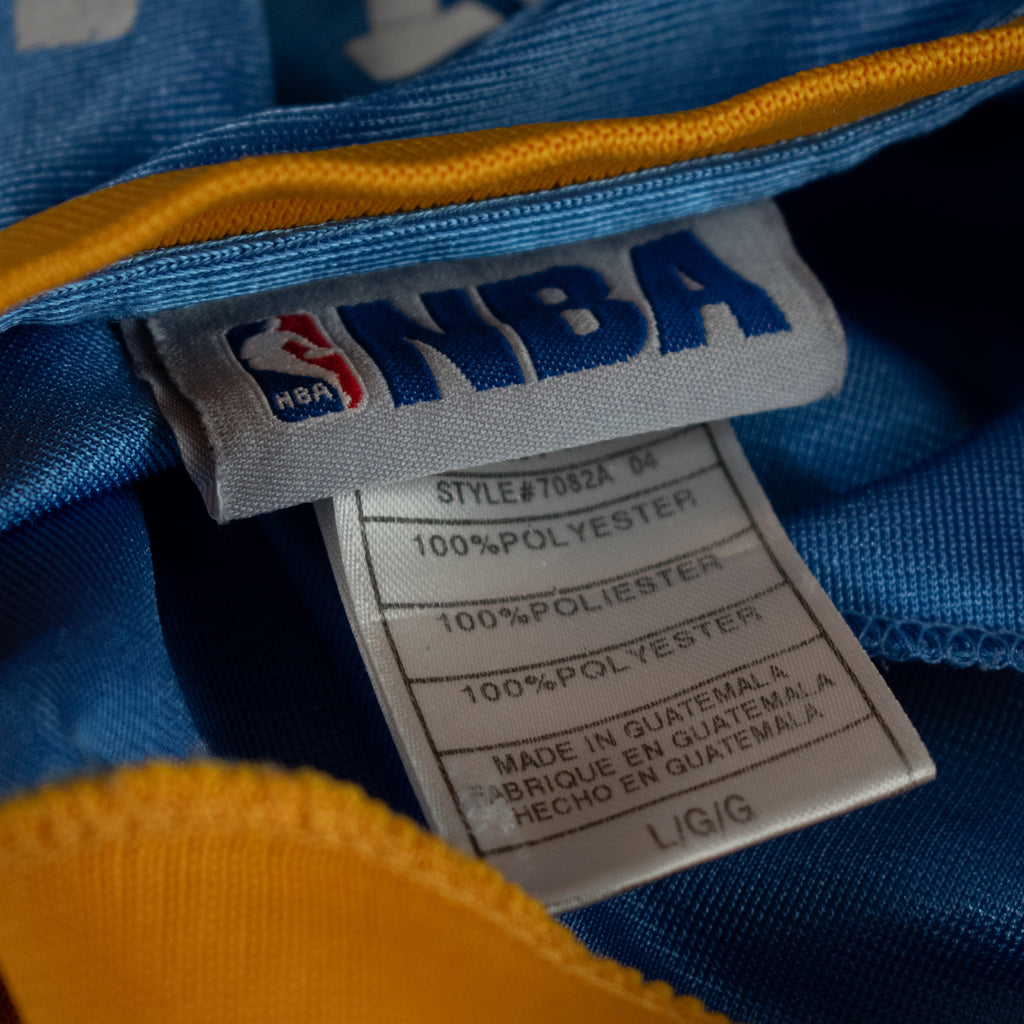 NBA
NBA
STYLE#7082A 04
100%POLYESTER
100%POLIESTER
100%POLYESTER
MADE IN GUATEMALA
FABRIQUE EN GUATEMALA
HECHO EN GUATEMALA
L/G/G